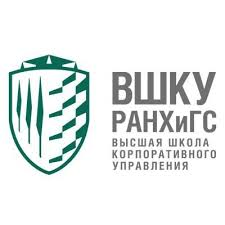 ВШКУ
РАНХиГС
ВЫСШАЯ ШКОЛА
КОРПОРАТИВНОГО
УПРАВЛЕНИЯ